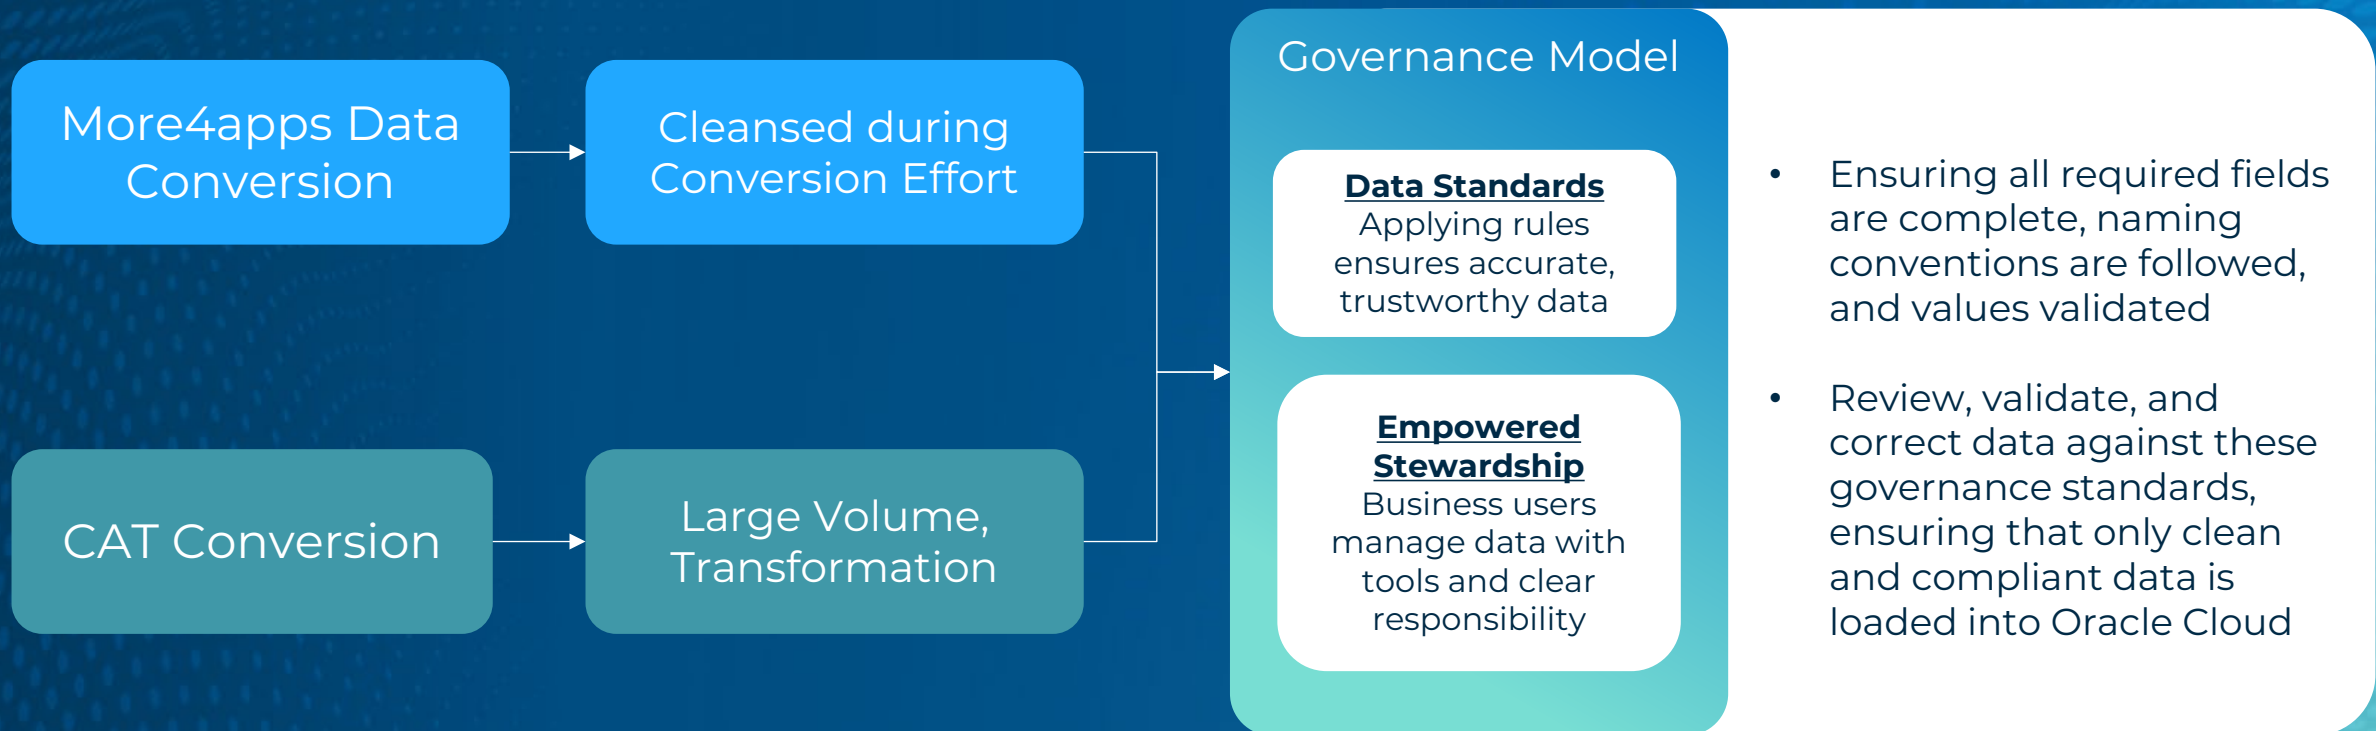 More4apps Data
Conversion
Cleansed during
Conversion Effort
CAT Conversion
Large Volume,
Transformation
Governance Model
Data Standards
Applying rules
ensures accurate,
trustworthy data
Empowered
Stewardship
Business users
manage data with
tools and clear
responsibility
• Ensuring all required fields
are complete, naming
conventions are followed,
and values validated
• Review, validate, and
correct data against these
governance standards,
ensuring that only clean
and compliant data is
loaded into Oracle Cloud